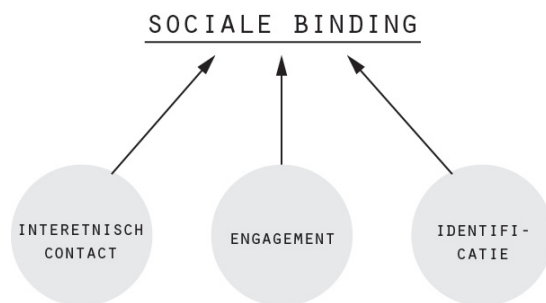 SOCIALE BINDING
INTERETNISCH
CONTACT
ENGAGEMENT
IDENTIFI-
CATIE